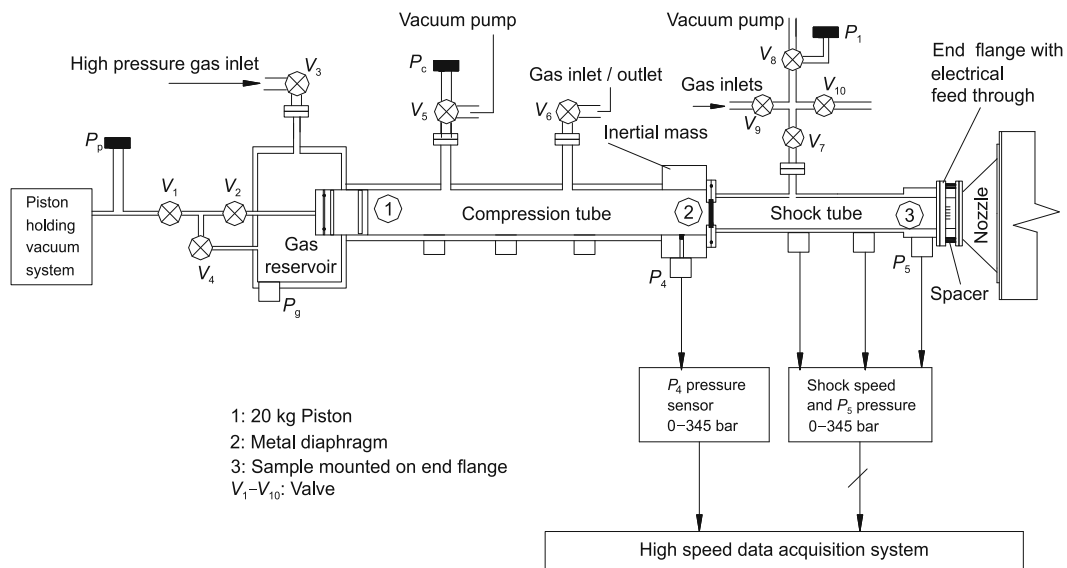 Vacuum pump
Vacuum pump
P1
V8
End flange with
electrical
feed through
High pressure gas inlet
V3
Pc
Gas inlet / outlet
Gas inlets
V10
V5
V6
V9
Inertial mass
V7
Pp
V1
V2
Piston
holding
vacuum
system
V4
Gas
reservoir
Pg
1
Compression tube
2
Shock tube
3
Nozzle
P4
P5
Spacer
P4 pressure
sensor
0–345 bar
Shock speed
and P5 pressure
0–345 bar
1: 20 kg Piston
2: Metal diaphragm
3: Sample mounted on end flange
V1–V10: Valve
High speed data acquisition system